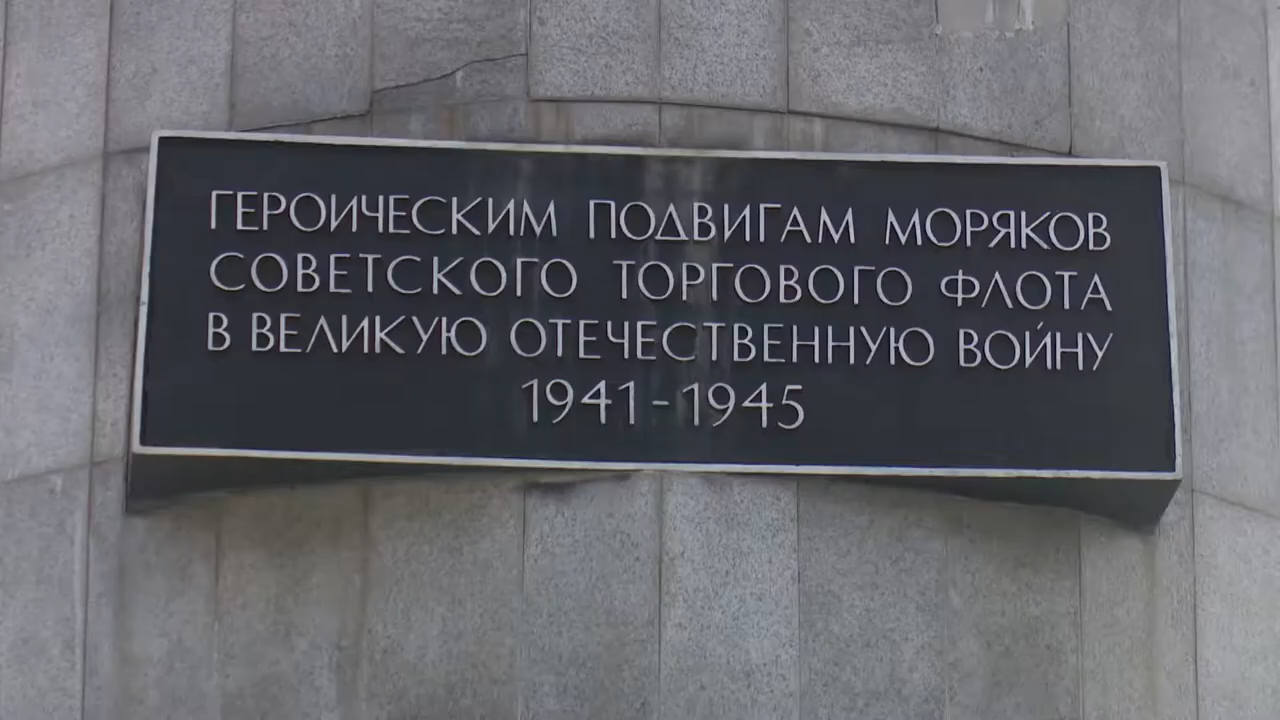 ГЕРОИЧЕСКИМ ПОДВИГАМ МОРЯКОВ
СОВЕТСКОГО ТОРГОВОГО ФЛОТА
В ВЕЛИКУЮ ОТЕЧЕСТВЕННУЮ ВОЙНУ
1941-1945